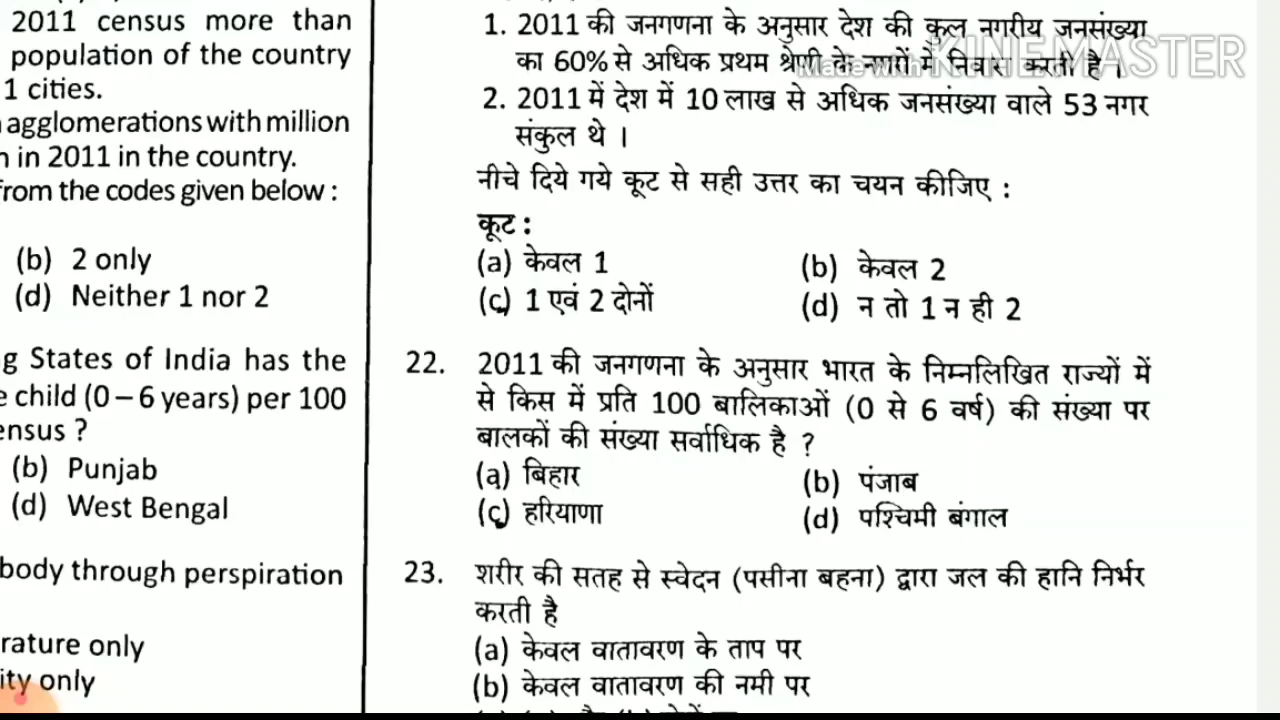 2011 census more than
population of the country
1 cities.
agglomerations with million
in 2011 in the country.
from the codes given below :
(b) 2 only
(d) Neither 1 nor 2
g States of India has the
e child (0 – 6 years) per 100
ensus ?
(b) Punjab
(d) West Bengal
body through perspiration
rature only
ity only
1. 2011 की जनगणना के अनुसार देश की कुल नगरीय जनसंख्या
का 60% से अधिक प्रथम श्रेणी के नगरों में निवास करती है ।
2. 2011 में देश में 10 लाख से अधिक जनसंख्या वाले 53 नगर
संकुल थे ।
नीचे दिये गये कूट से सही उत्तर का चयन कीजिए :
कूट :
(a) केवल 1 (b) केवल 2
(c) 1 एवं 2 दोनों (d) न तो 1 न ही 2
22. 2011 की जनगणना के अनुसार भारत के निम्नलिखित राज्यों में
से किस में प्रति 100 बालिकाओं (0 से 6 वर्ष) की संख्या पर
बालकों की संख्या सर्वाधिक है ?
(a) बिहार (b) पंजाब
(c) हरियाणा (d) पश्चिमी बंगाल
23. शरीर की सतह से स्वेदन (पसीना बहना) द्वारा जल की हानि निर्भर
करती है
(a) केवल वातावरण के ताप पर
(b) केवल वातावरण की नमी पर
Made with KINEMASTER